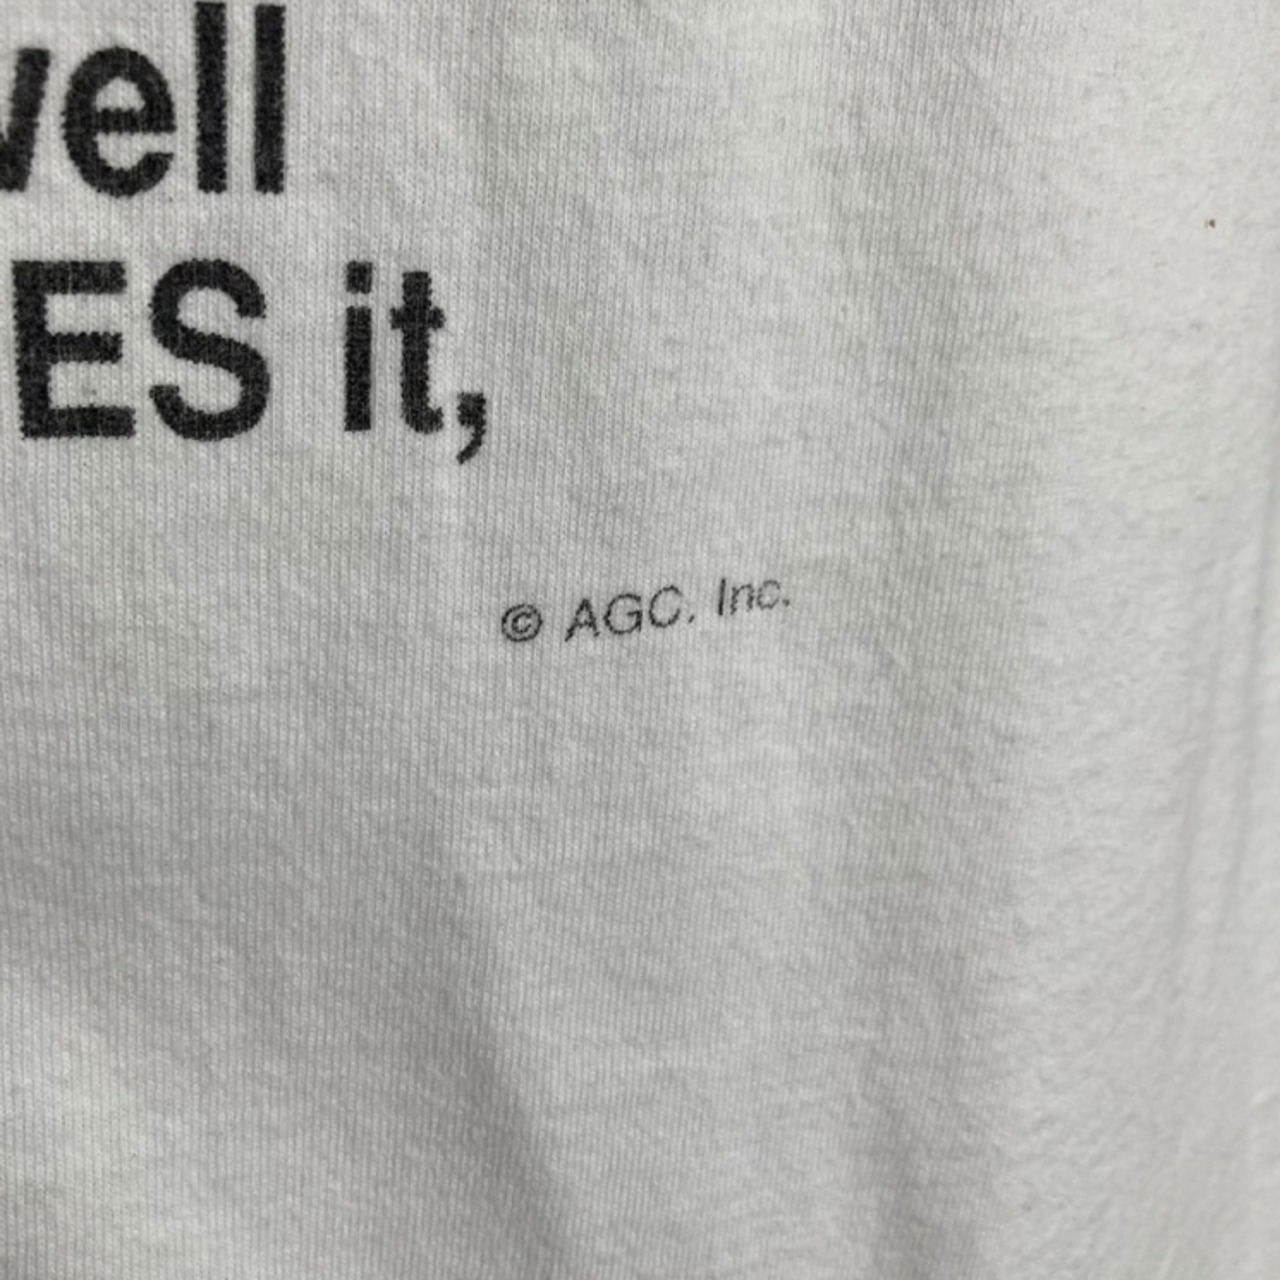 well
ES it,
© AGC, Inc.